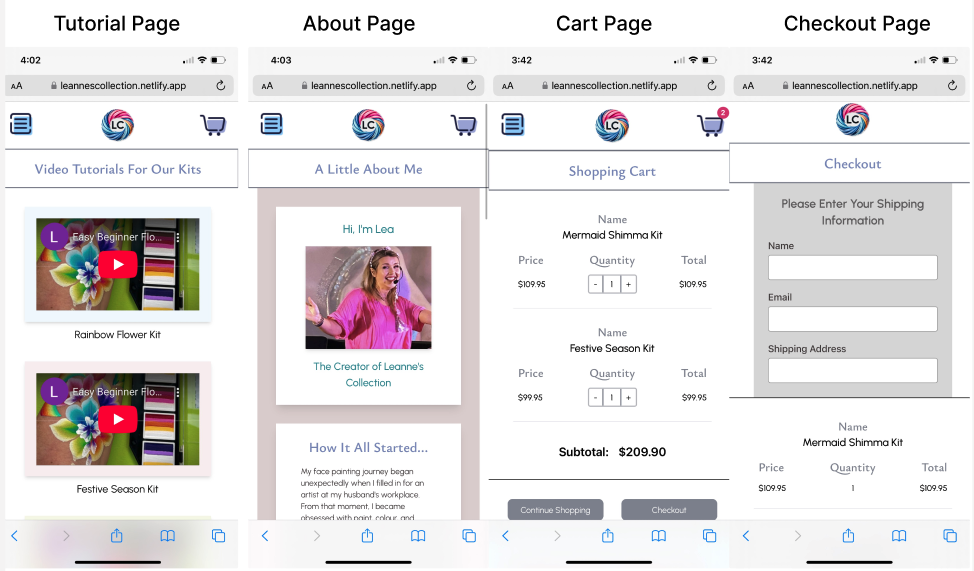 Tutorial Page
4:02
AA leannescollection.netlify.app
LC
Video Tutorials For Our Kits
L Easy Beginner Flo...
Rainbow Flower Kit
L Easy Beginner Flo...
Festive Season Kit
About Page
4:03
AA leannescollection.netlify.app
LC
A Little About Me
Hi, I'm Lea
The Creator of Leanne's
Collection
How It All Started...
My face painting journey began
unexpectedly when I filled in for an
artist at my husband's workplace.
From that moment, I became
obsessed with paint, colour, and
Cart Page
3:42
AA leannescollection.netlify.app
LC
2
Shopping Cart
Name
Mermaid Shimma Kit
Price Quantity Total
$109.95 - 1 + $109.95
Name
Festive Season Kit
Price Quantity Total
$99.95 - 1 + $99.95
Subtotal: $209.90
Continue Shopping Checkout
Checkout Page
3:42
AA leannescollection.netlify.app
LC
Checkout
Please Enter Your Shipping
Information
Name
Email
Shipping Address
Name
Mermaid Shimma Kit
Price Quantity Total
$109.95 1 $109.95